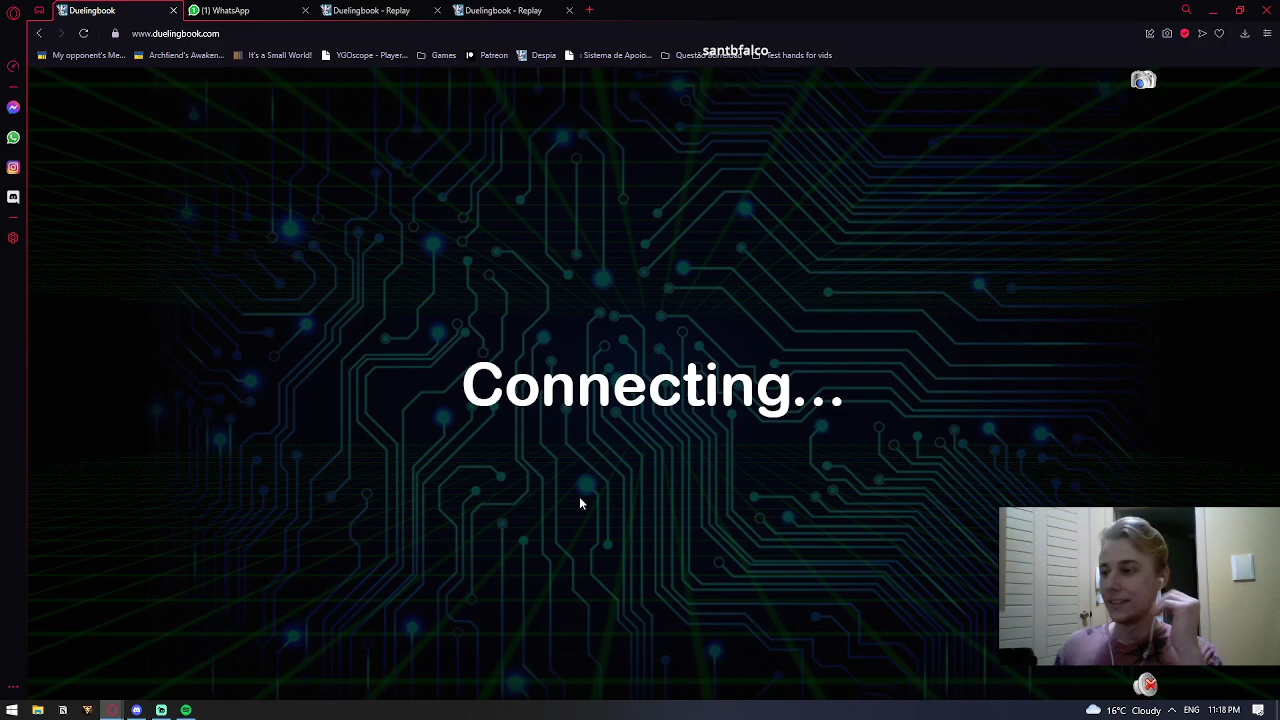 Duelingbook
(1) WhatsApp
Duelingbook - Replay
Duelingbook - Replay
www.duelingbook.com
My opponent's Me...
Archfiend's Awaken...
It's a Small World!
YGOscope - Player...
Games
Patreon
Despia
: Sistema de Apoio...
Test hands for vids
santbfalco
Connecting...
16°C Cloudy
ENG
11:18 PM